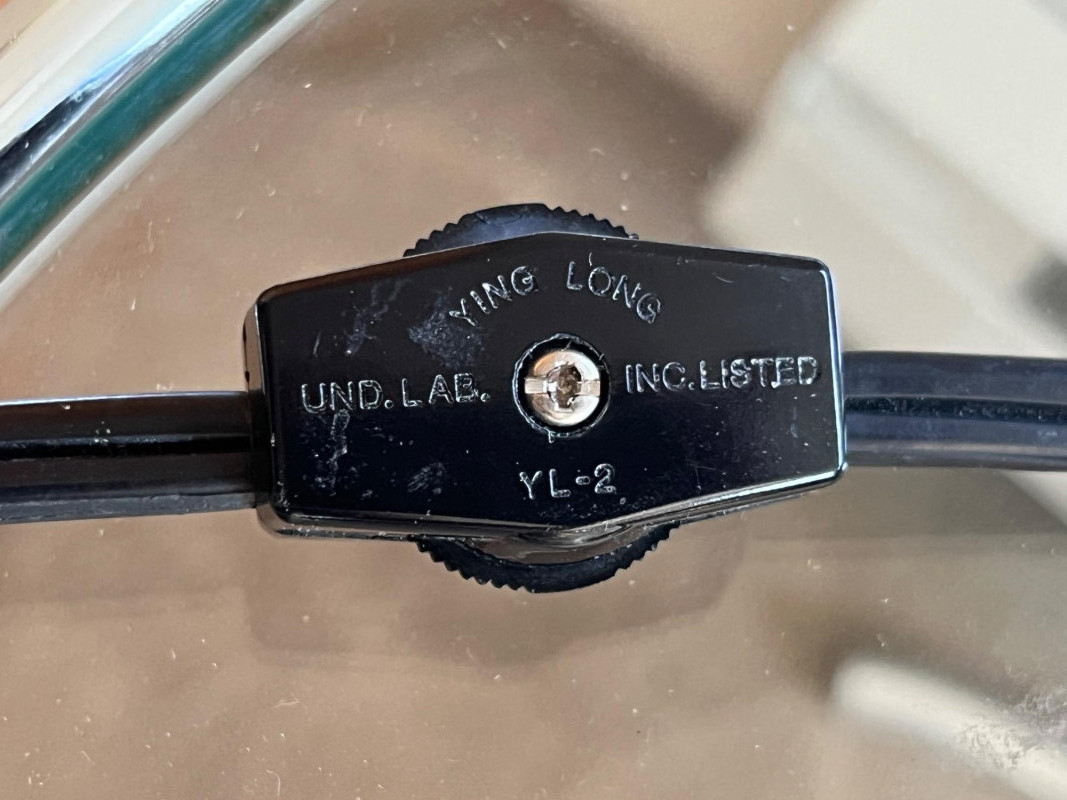 YING LONG
UND. LAB. INC. LISTED
YL-2